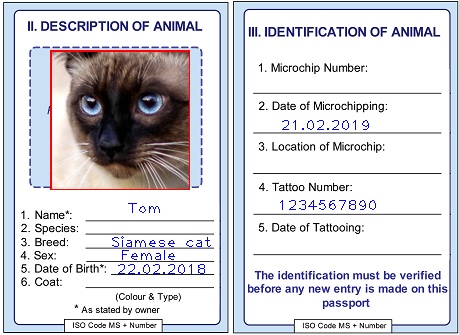 II. DESCRIPTION OF ANIMAL
1. Name*: Tom
2. Species:
3. Breed: Siamese cat
4. Sex: Female
5. Date of Birth*: 22.02.2018
6. Coat:
(Colour & Type)
* As stated by owner
ISO Code MS + Number
III. IDENTIFICATION OF ANIMAL
1. Microchip Number:
2. Date of Microchipping:
21.02.2019
3. Location of Microchip:
4. Tattoo Number:
1234567890
5. Date of Tattooing:
The identification must be verified
before any new entry is made on this
passport
ISO Code MS + Number